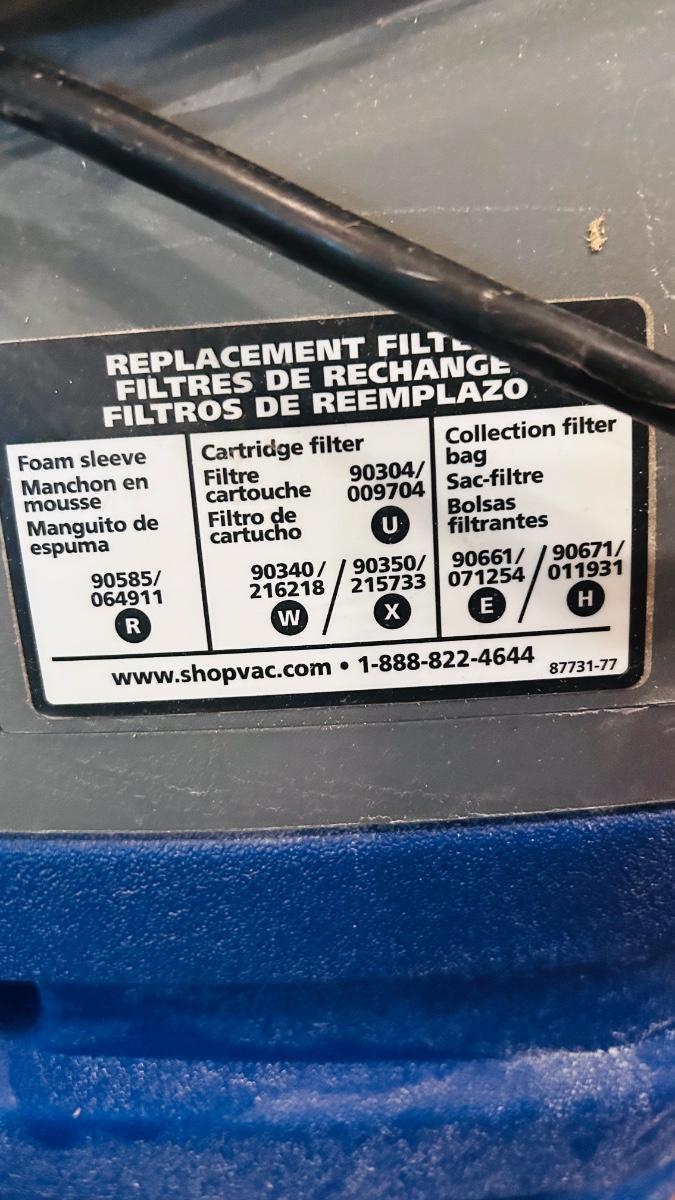 REPLACEMENT
FILTRES DE RECHANGE
FILTROS DE REEMPLAZO
Foam sleeve
Manchon en
mousse
Manguito de
espuma
90585/
064911
R
Cartridge filter
Filtre
cartouche
90304/
009704
Filtro de
cartucho
U
90340/
216218
W
/
90350/
215733
X
Collection filter
bag
Sac-filtre
Bolsas
filtrantes
90661/
071254
E
/
90671/
011931
H
www.shopvac.com • 1-888-822-4644
87731-77